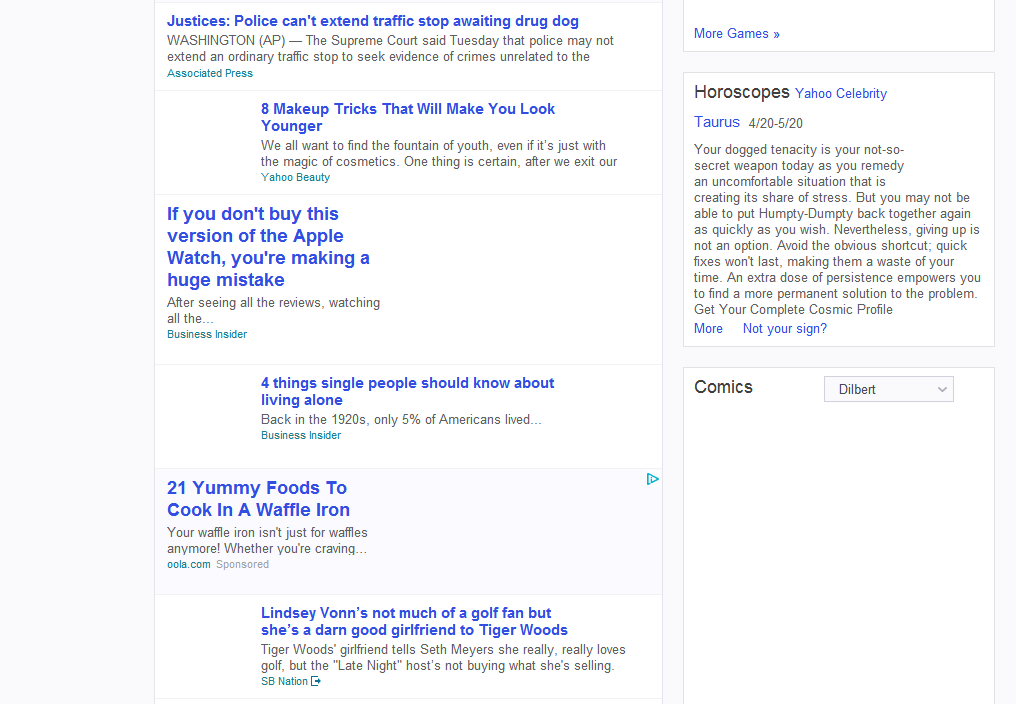 Justices: Police can't extend traffic stop awaiting drug dog
WASHINGTON (AP) — The Supreme Court said Tuesday that police may not
extend an ordinary traffic stop to seek evidence of crimes unrelated to the
Associated Press
8 Makeup Tricks That Will Make You Look
Younger
We all want to find the fountain of youth, even if it's just with
the magic of cosmetics. One thing is certain, after we exit our
Yahoo Beauty
If you don't buy this
version of the Apple
Watch, you're making a
huge mistake
After seeing all the reviews, watching
all the...
Business Insider
4 things single people should know about
living alone
Back in the 1920s, only 5% of Americans lived...
Business Insider
21 Yummy Foods To
Cook In A Waffle Iron
Your waffle iron isn't just for waffles
anymore! Whether you're craving...
oola.com Sponsored
Lindsey Vonn’s not much of a golf fan but
she’s a darn good girlfriend to Tiger Woods
Tiger Woods' girlfriend tells Seth Meyers she really, really loves
golf, but the "Late Night" host’s not buying what she's selling.
SB Nation
More Games »
Horoscopes Yahoo Celebrity
Taurus 4/20-5/20
Your dogged tenacity is your not-so-
secret weapon today as you remedy
an uncomfortable situation that is
creating its share of stress. But you may not be
able to put Humpty-Dumpty back together again
as quickly as you wish. Nevertheless, giving up is
not an option. Avoid the obvious shortcut; quick
fixes won't last, making them a waste of your
time. An extra dose of persistence empowers you
to find a more permanent solution to the problem.
Get Your Complete Cosmic Profile
More Not your sign?
Comics Dilbert